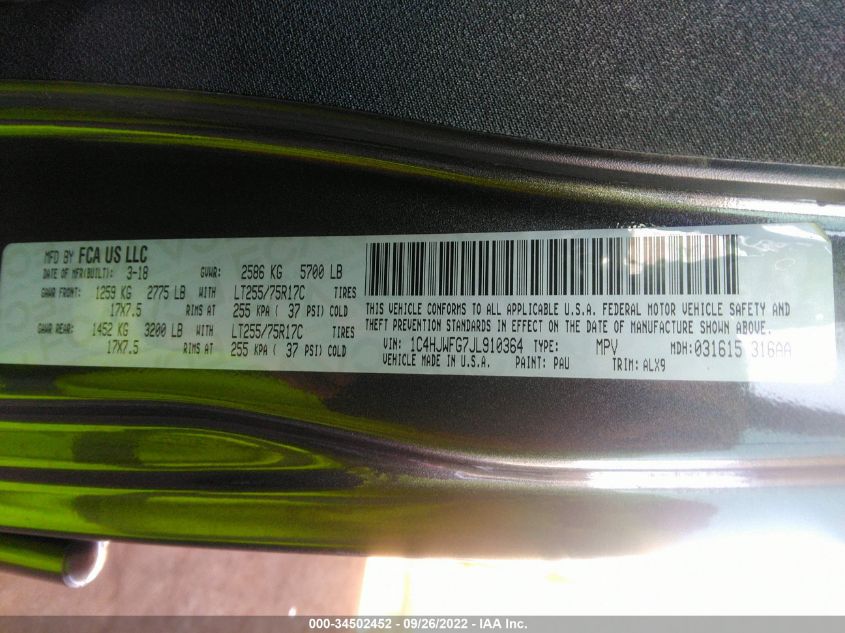 MFD BY FCA US LLC
DATE OF MFR(BUILT): 3-18 GVWR: 2586 KG 5700 LB
GAWR FRONT: 1259 KG 2775 LB WITH LT255/75R17C TIRES
17X7.5 RIMS AT 255 KPA ( 37 PSI) COLD
GAWR REAR: 1452 KG 3200 LB WITH LT255/75R17C TIRES
17X7.5 RIMS AT 255 KPA ( 37 PSI) COLD
THIS VEHICLE CONFORMS TO ALL APPLICABLE U.S.A. FEDERAL MOTOR VEHICLE SAFETY AND
THEFT PREVENTION STANDARDS IN EFFECT ON THE DATE OF MANUFACTURE SHOWN ABOVE.
VIN: 1C4HJWFG7JL910364 TYPE: MPV MDH: 031615 316AA
VEHICLE MADE IN U.S.A. PAINT: PAU TRIM: ALX9
000-34502452 - 09/26/2022 - IAA Inc.